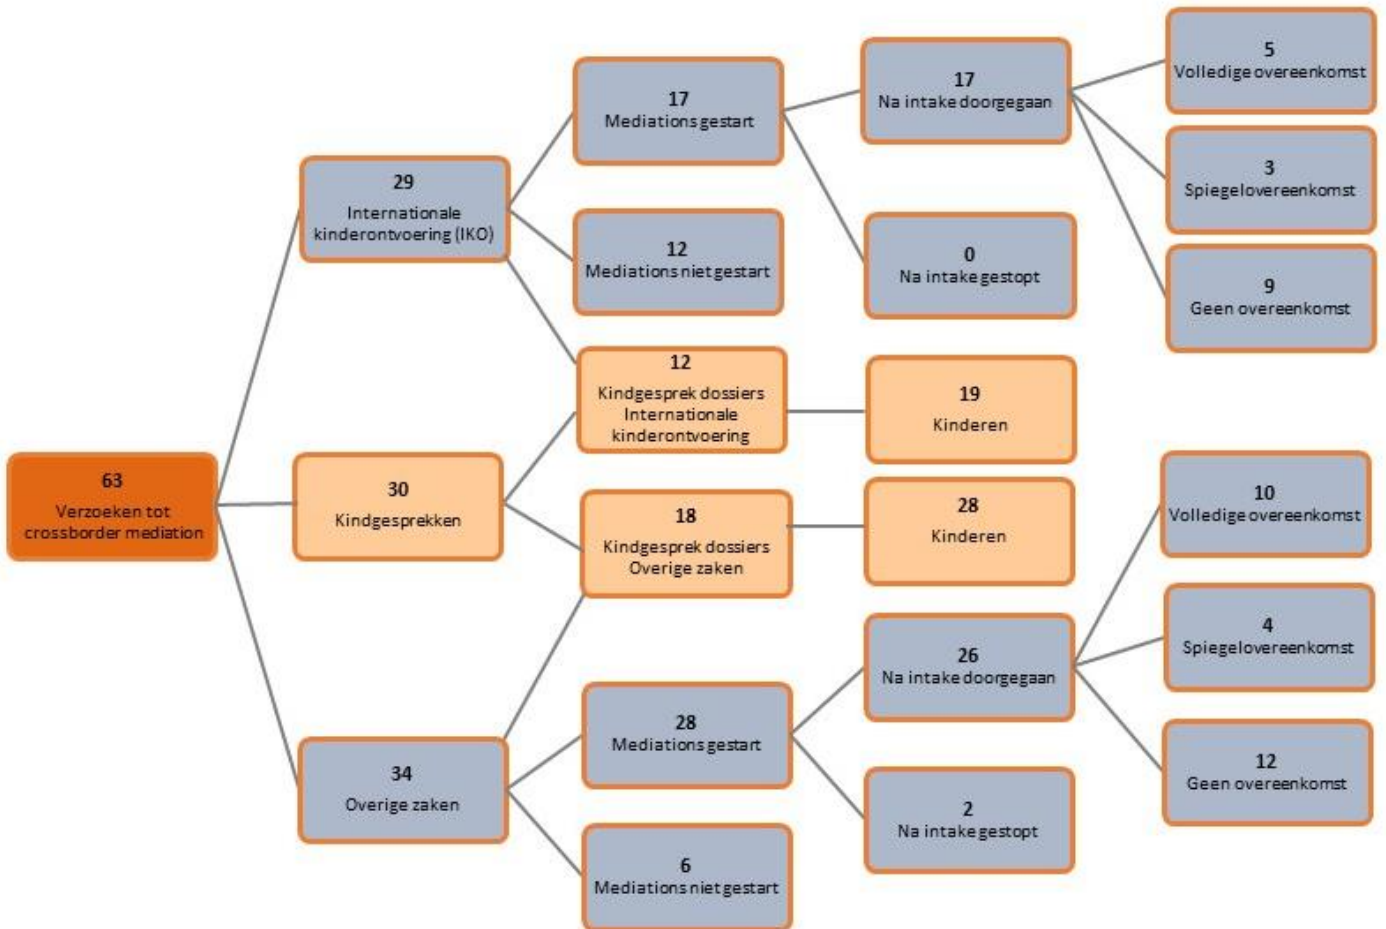 63
Verzoeken tot
crossborder mediation
29
Internationale
kinderontvoering (IKO)
30
Kindgesprekken
34
Overige zaken
17
Mediations gestart
12
Mediations niet gestart
12
Kindgesprek dossiers
Internationale
kinderontvoering
18
Kindgesprek dossiers
Overige zaken
28
Mediations gestart
6
Mediations niet gestart
17
Na intake doorgegaan
0
Na intake gestopt
19
Kinderen
28
Kinderen
26
Na intake doorgegaan
2
Na intake gestopt
5
Volledige overeenkomst
3
Spiegelovereenkomst
9
Geen overeenkomst
10
Volledige overeenkomst
4
Spiegelovereenkomst
12
Geen overeenkomst